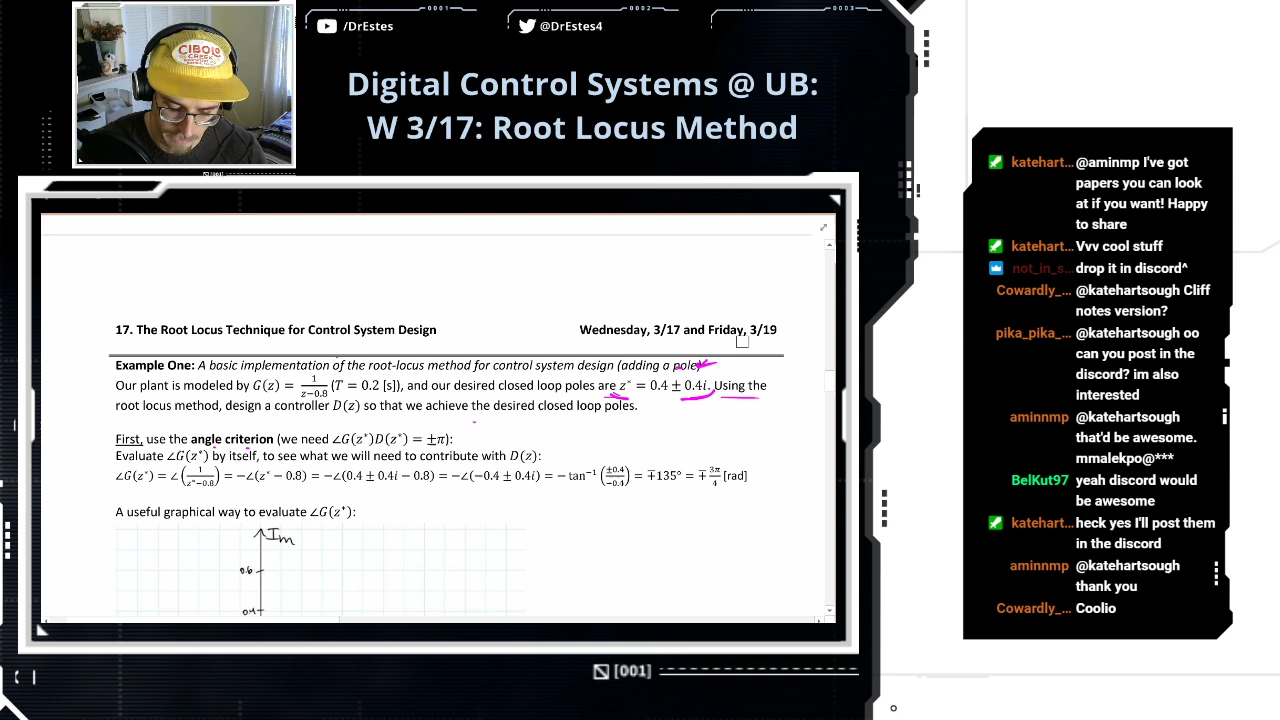 0001
0002
0003
/DrEstes
@DrEstes4
CIBOLO
CREEK
Digital Control Systems @ UB:
W 3/17: Root Locus Method
[001]
17. The Root Locus Technique for Control System Design Wednesday, 3/17 and Friday, 3/19
Example One: A basic implementation of the root-locus method for control system design (adding a pole)
Our plant is modeled by G(z) = 1/(z−0.8) (T = 0.2 [s]), and our desired closed loop poles are z* = 0.4 ± 0.4i. Using the
root locus method, design a controller D(z) so that we achieve the desired closed loop poles.
First, use the angle criterion (we need ∠G(z*)D(z*) = ±π):
Evaluate ∠G(z*) by itself, to see what we will need to contribute with D(z):
∠G(z*) = ∠(1/(z*−0.8)) = −∠(z* − 0.8) = −∠(0.4 ± 0.4i − 0.8) = −∠(−0.4 ± 0.4i) = − tan⁻¹(±0.4/−0.4) = ∓135° = ∓ 3π/4 [rad]
A useful graphical way to evaluate ∠G(z*):
Im
0.6
0.4
[001]
katehart... @aminmp I've got
papers you can look
at if you want! Happy
to share
katehart... Vvv cool stuff
not_in_s... drop it in discord^
Cowardly_... @katehartsough Cliff
notes version?
pika_pika_... @katehartsough oo
can you post in the
discord? im also
interested
aminnmp @katehartsough
that'd be awesome.
mmalekpo@***
BelKut97 yeah discord would
be awesome
katehart... heck yes I'll post them
in the discord
aminnmp @katehartsough
thank you
Cowardly_... Coolio